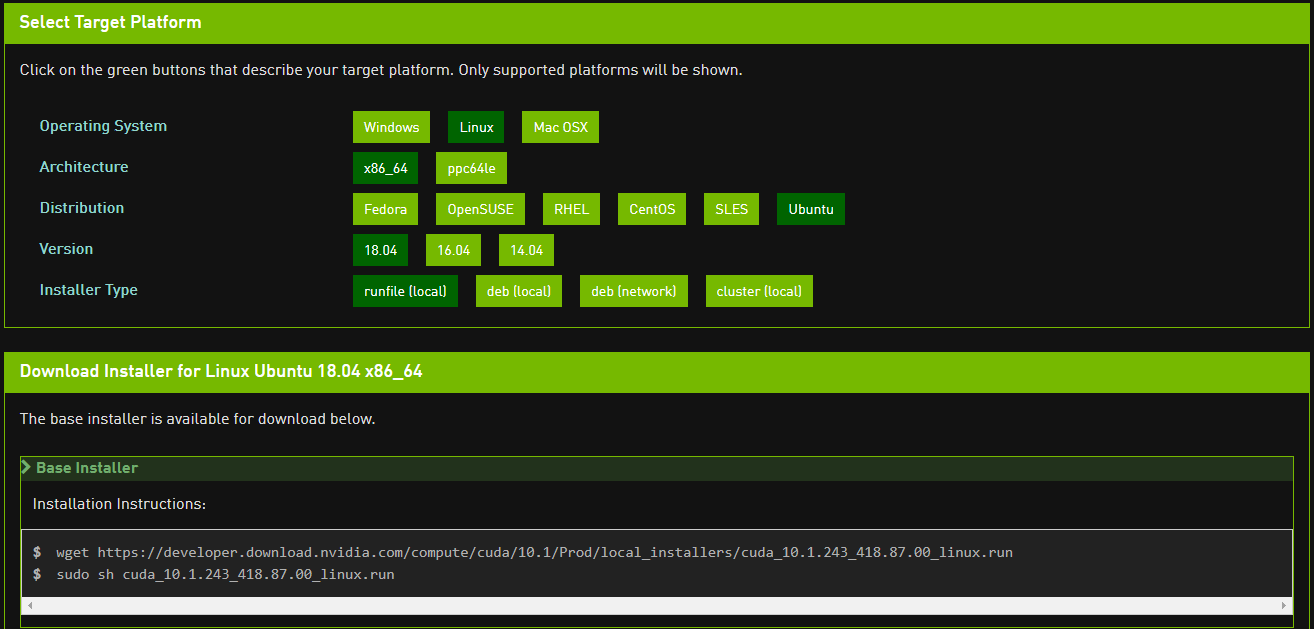 Select Target Platform
Click on the green buttons that describe your target platform. Only supported platforms will be shown.
Operating System Windows Linux Mac OSX
Architecture x86_64 ppc64le
Distribution Fedora OpenSUSE RHEL CentOS SLES Ubuntu
Version 18.04 16.04 14.04
Installer Type runfile (local) deb (local) deb (network) cluster (local)
Download Installer for Linux Ubuntu 18.04 x86_64
The base installer is available for download below.
Base Installer
Installation Instructions:
$ wget https://developer.download.nvidia.com/compute/cuda/10.1/Prod/local_installers/cuda_10.1.243_418.87.00_linux.run
$ sudo sh cuda_10.1.243_418.87.00_linux.run